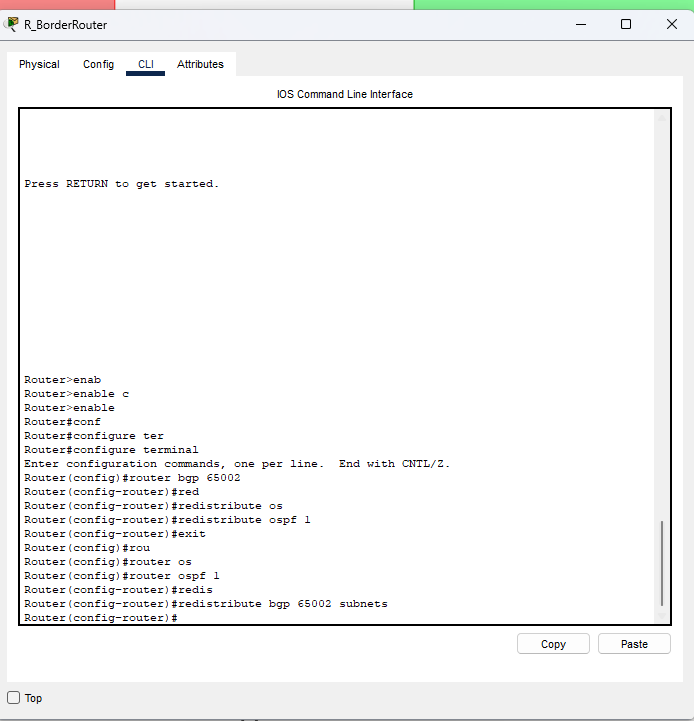 R_BorderRouter
Physical Config CLI Attributes
IOS Command Line Interface
Press RETURN to get started.
Router>enab
Router>enable c
Router>enable
Router#conf
Router#configure ter
Router#configure terminal
Enter configuration commands, one per line.  End with CNTL/Z.
Router(config)#router bgp 65002
Router(config-router)#red
Router(config-router)#redistribute os
Router(config-router)#redistribute ospf 1
Router(config-router)#exit
Router(config)#rou
Router(config)#router os
Router(config)#router ospf 1
Router(config-router)#redis
Router(config-router)#redistribute bgp 65002 subnets
Router(config-router)#
Copy Paste
Top